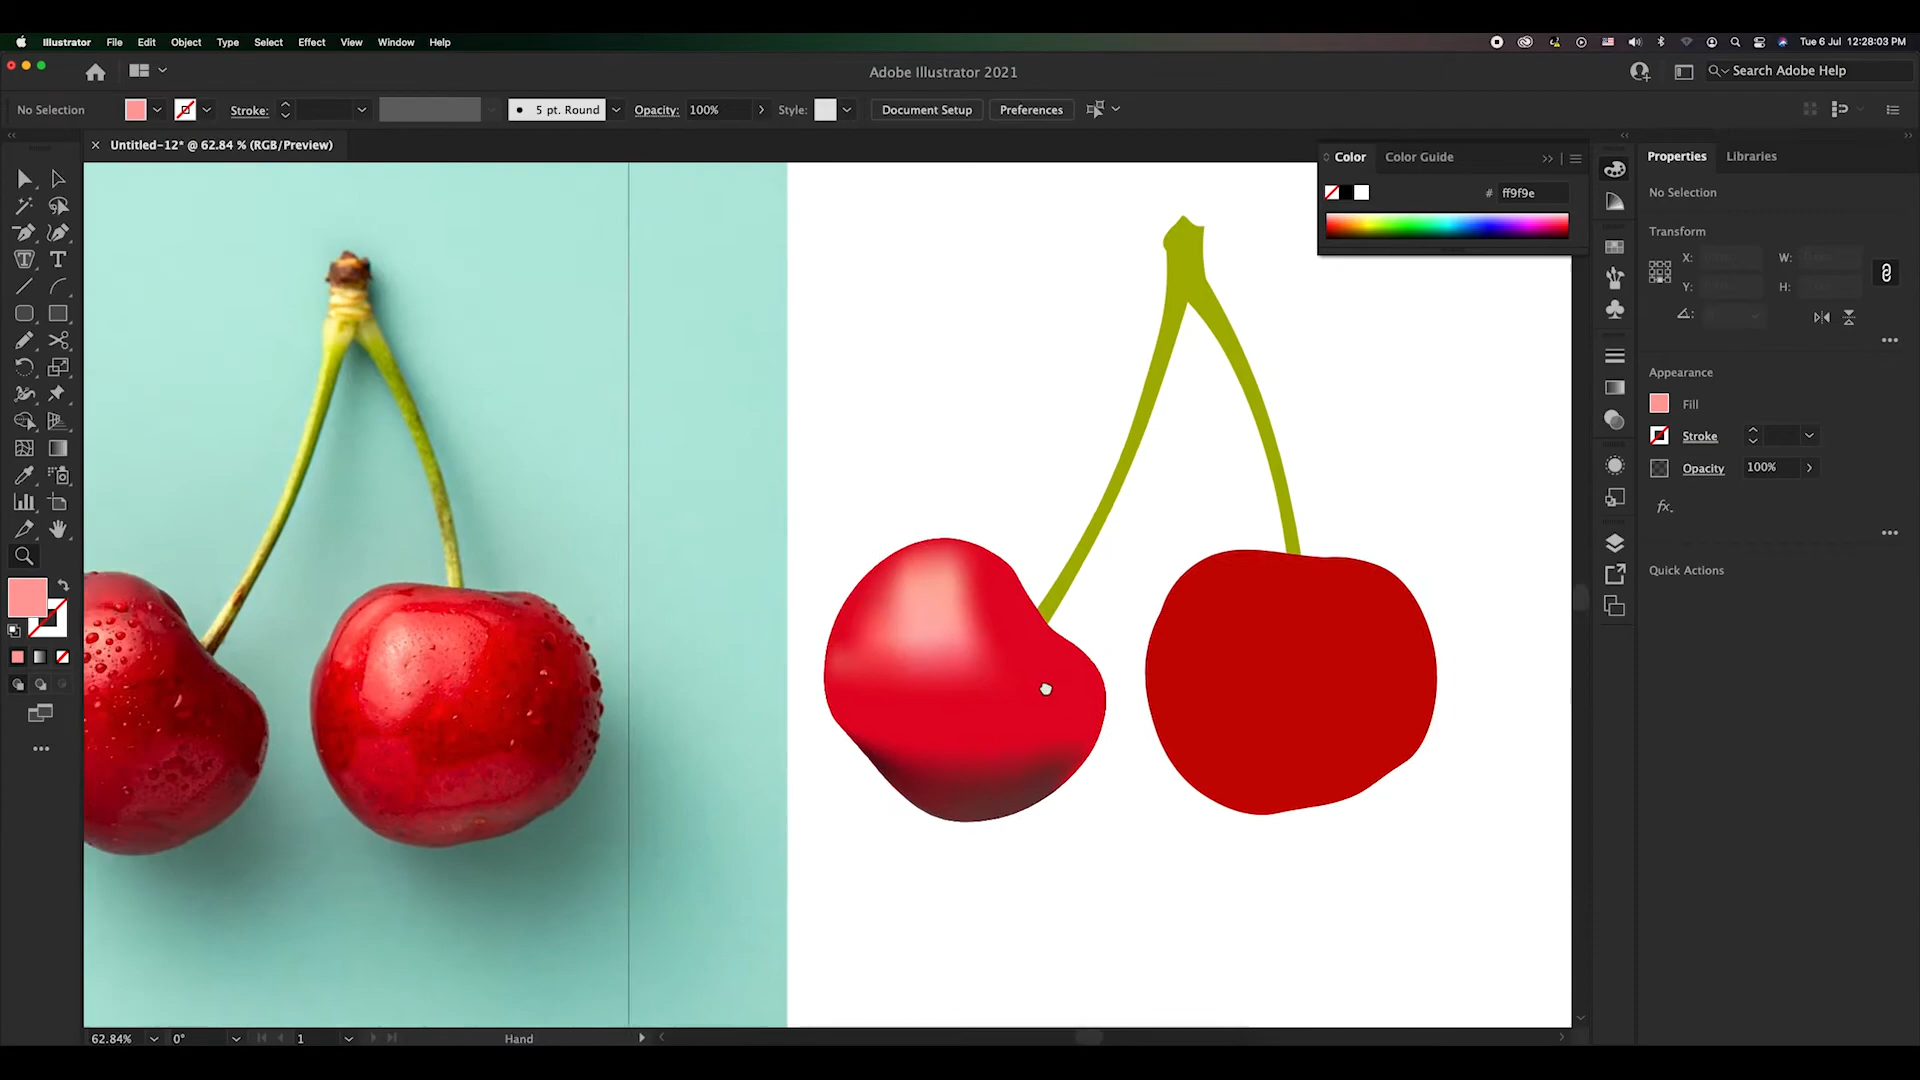 Illustrator File Edit Object Type Select Effect View Window Help
Tue 6 Jul 12:28:03 PM
Adobe Illustrator 2021
Search Adobe Help
No Selection
Stroke:
5 pt. Round
Opacity: 100%
Style:
Document Setup
Preferences
× Untitled-12* @ 62.84 % (RGB/Preview)
Color
Color Guide
# ff9f9e
Properties
Libraries
No Selection
Transform
X:
W:
Y:
H:
Appearance
Fill
Stroke
Opacity
100%
fx.
Quick Actions
62.84%
0°
1
Hand